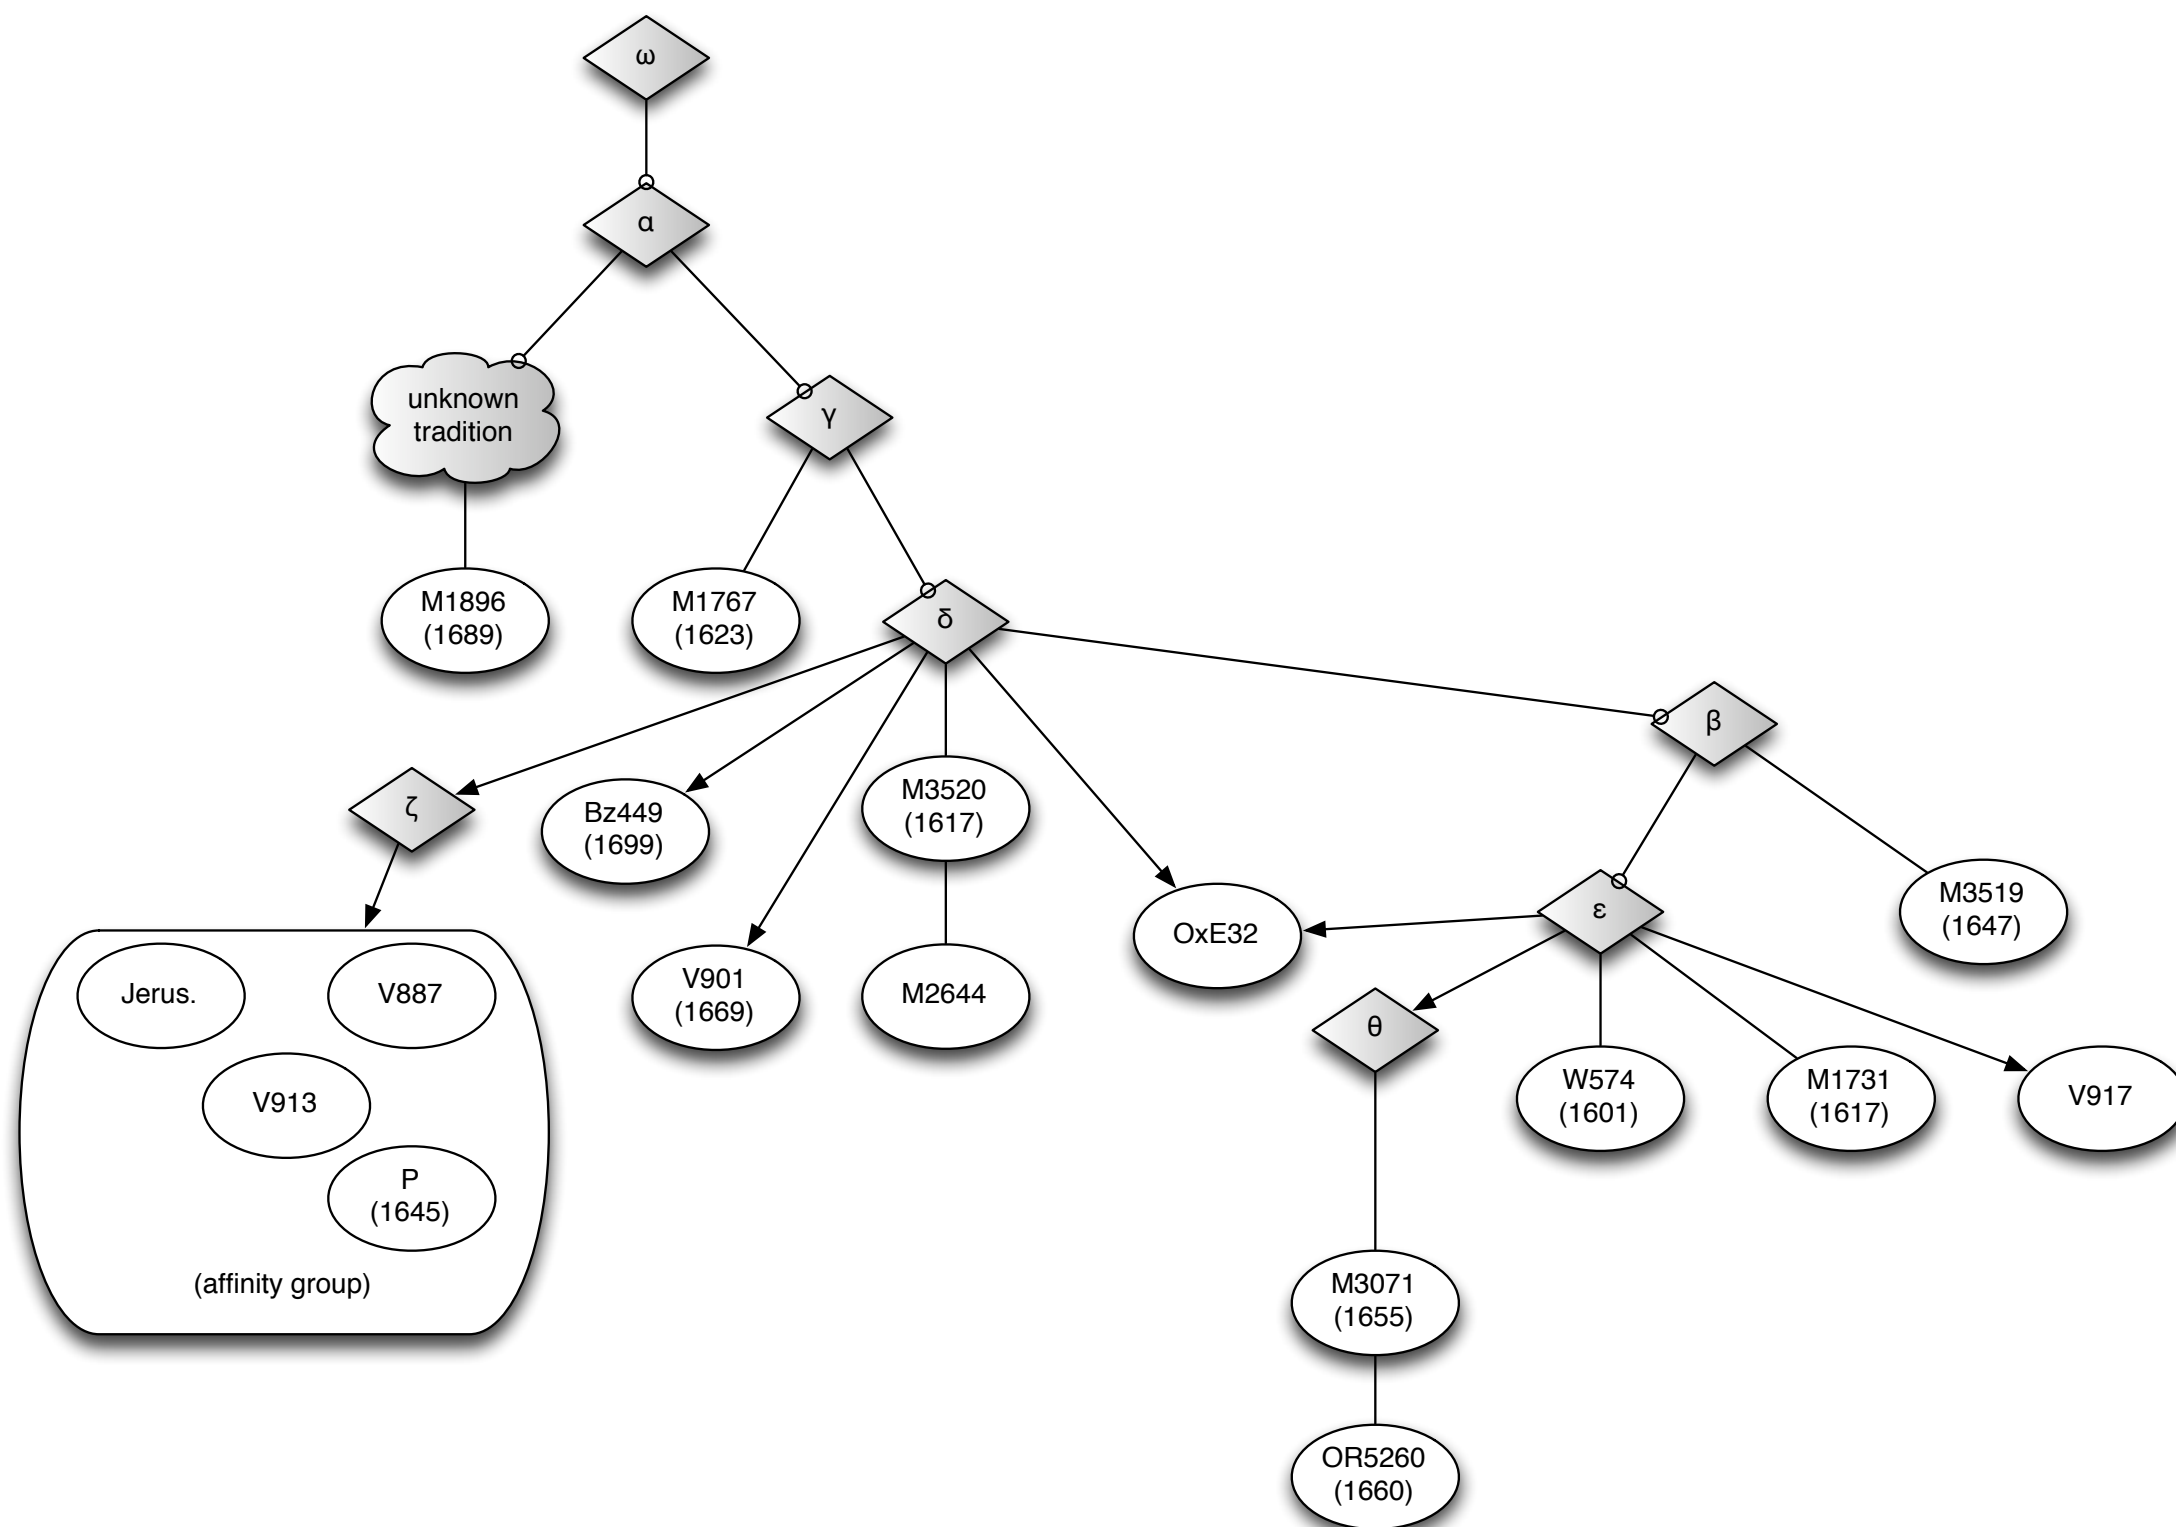 ω
α
unknown
tradition
γ
M1896
(1689)
M1767
(1623)
δ
β
ζ
Bz449
(1699)
M3520
(1617)
V901
(1669)
M2644
OxE32
ε
M3519
(1647)
θ
W574
(1601)
M1731
(1617)
V917
Jerus.
V887
V913
P
(1645)
(affinity group)
M3071
(1655)
OR5260
(1660)